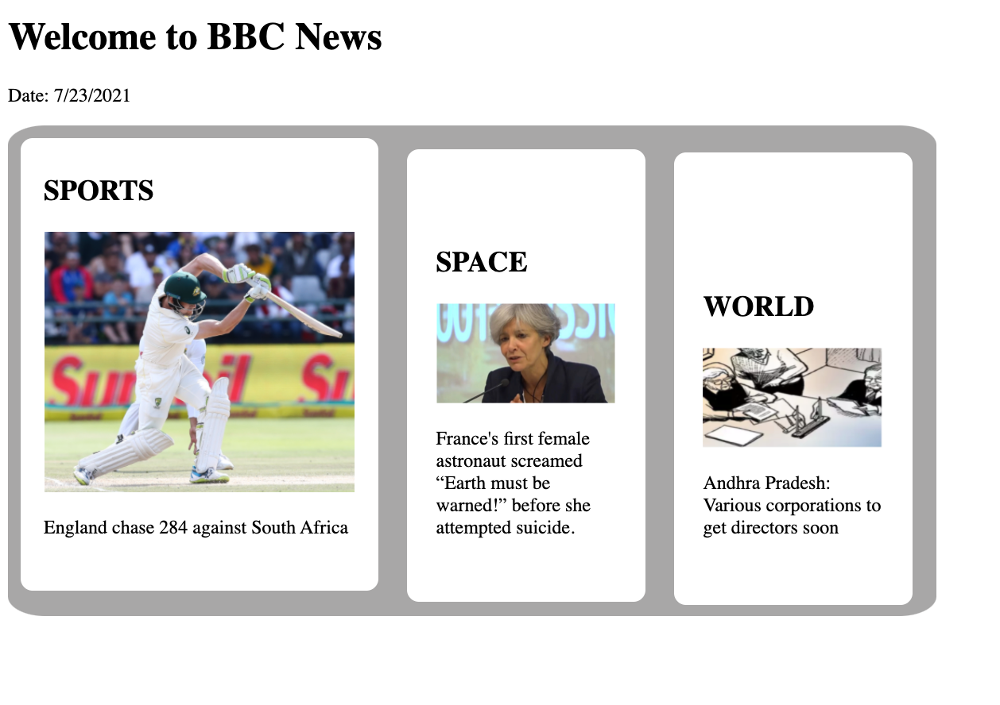 Welcome to BBC News
Date: 7/23/2021
SPORTS
England chase 284 against South Africa
SPACE
France's first female
astronaut screamed
“Earth must be
warned!” before she
attempted suicide.
WORLD
Andhra Pradesh:
Various corporations to
get directors soon